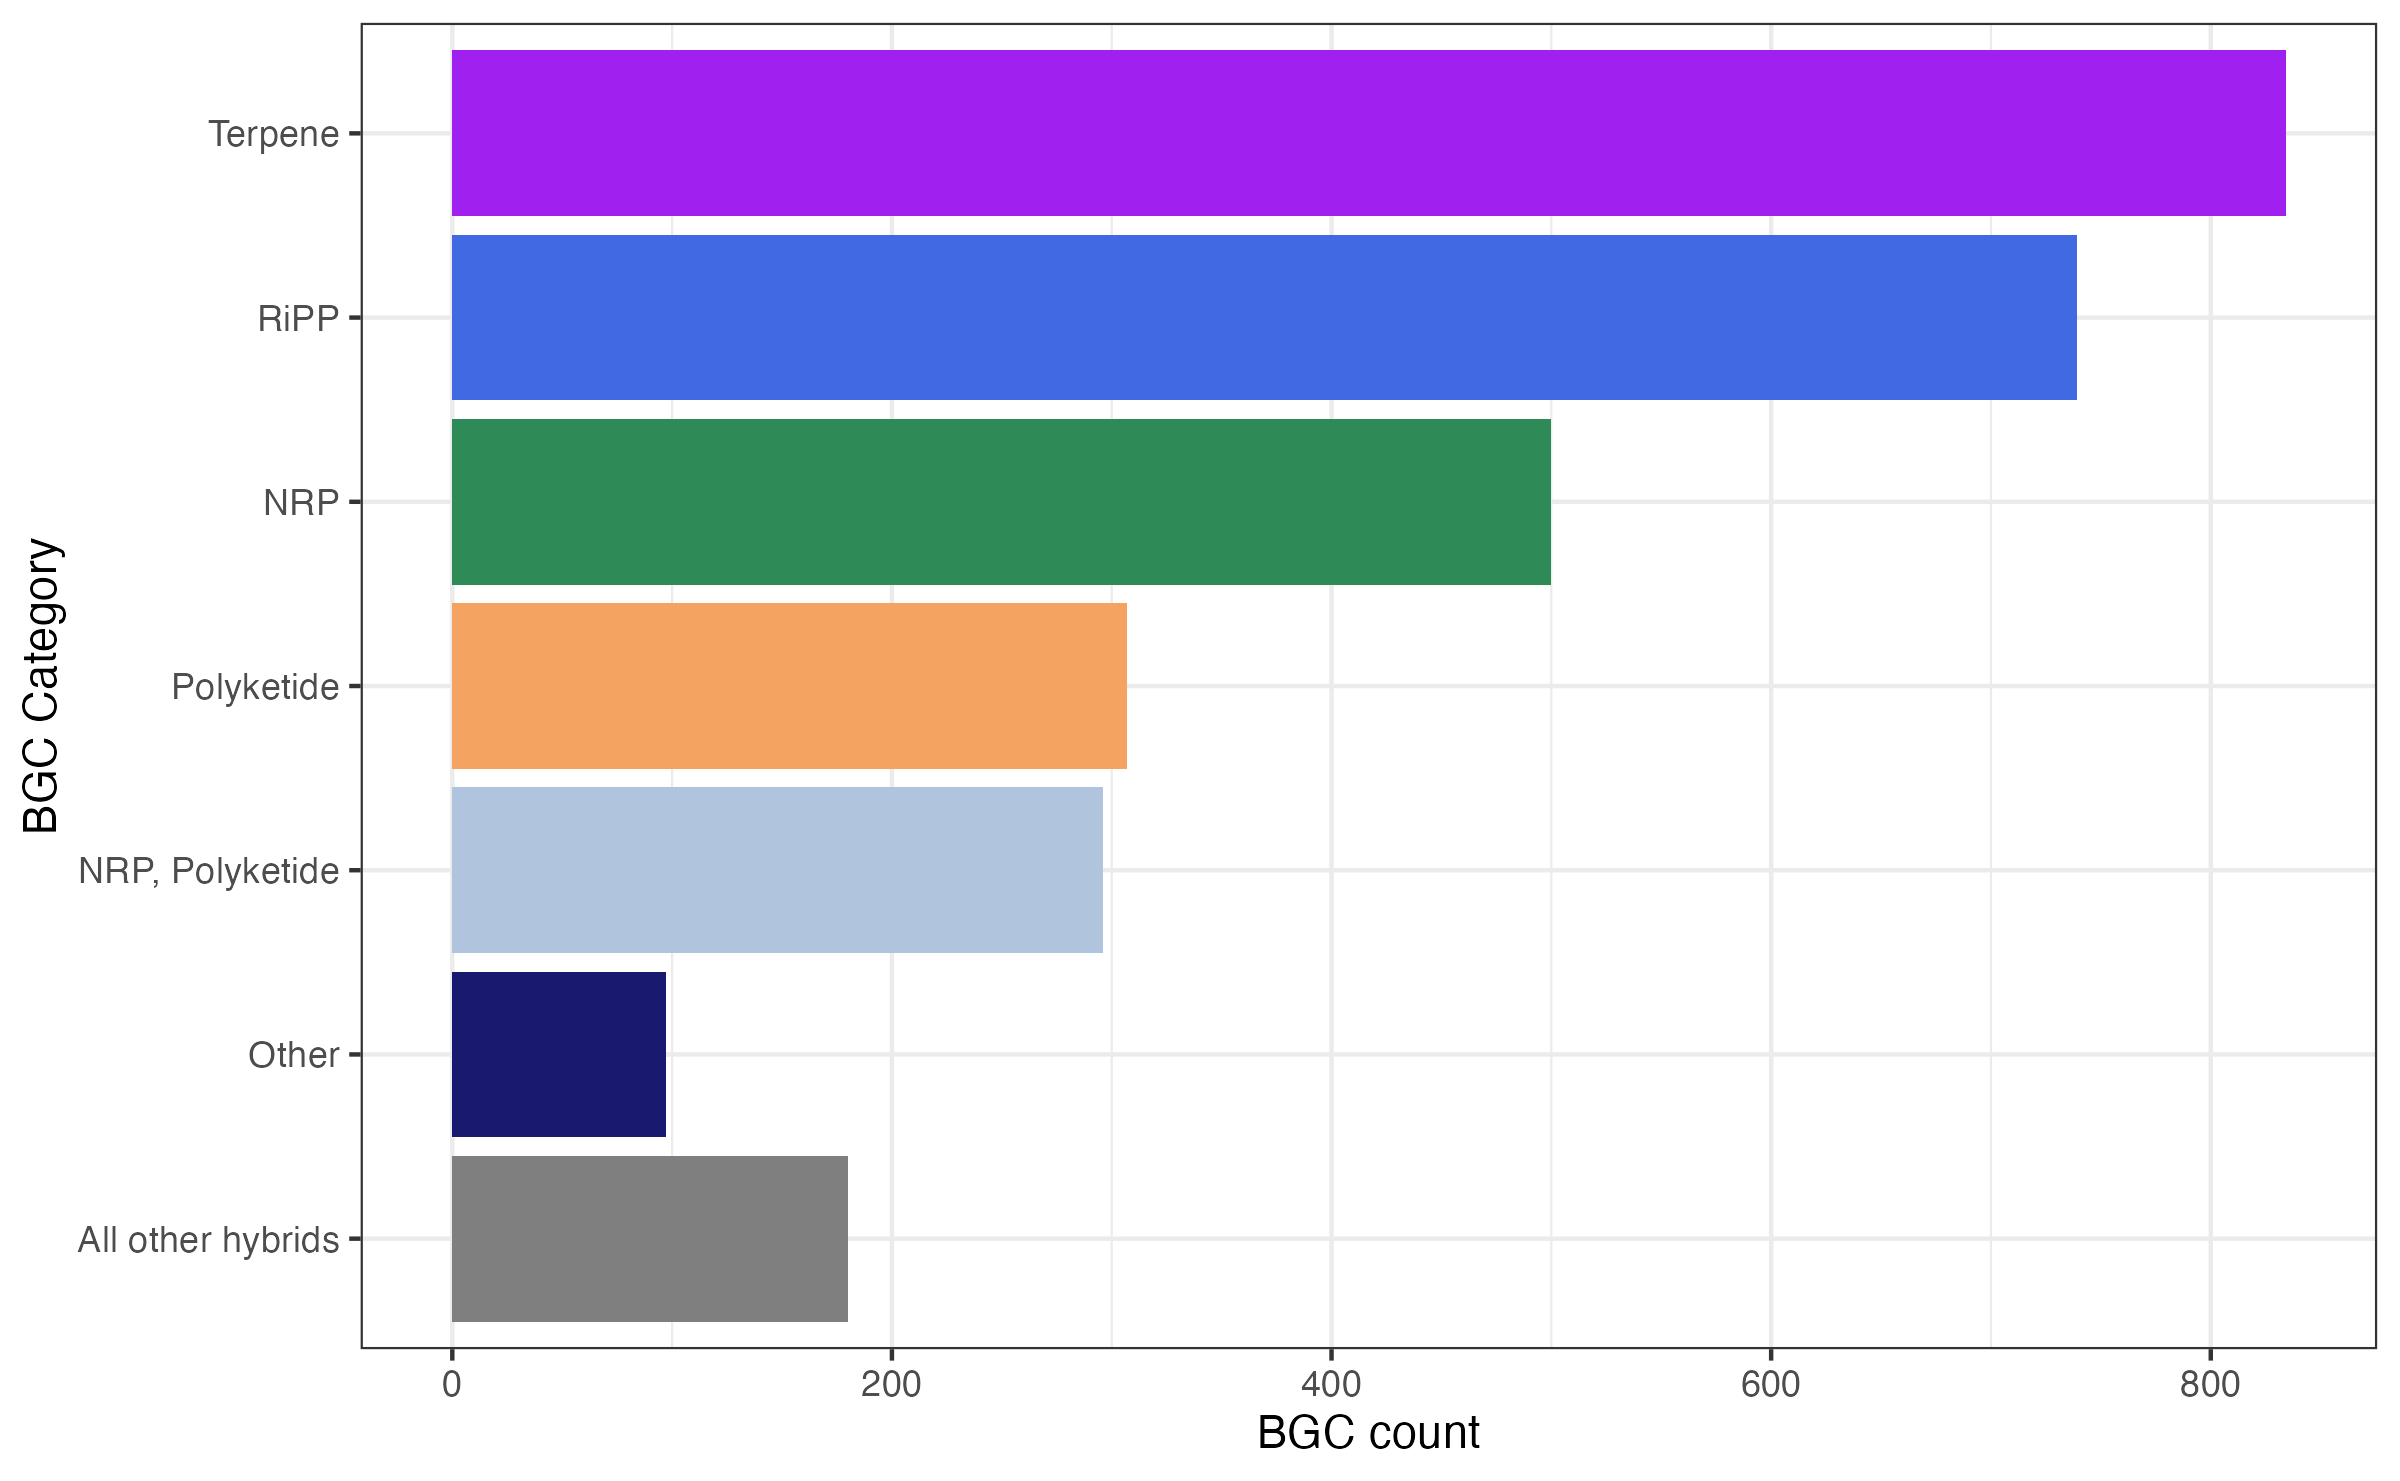 BGC Category
Terpene
RiPP
NRP
Polyketide
NRP, Polyketide
Other
All other hybrids
0 200 400 600 800
BGC count